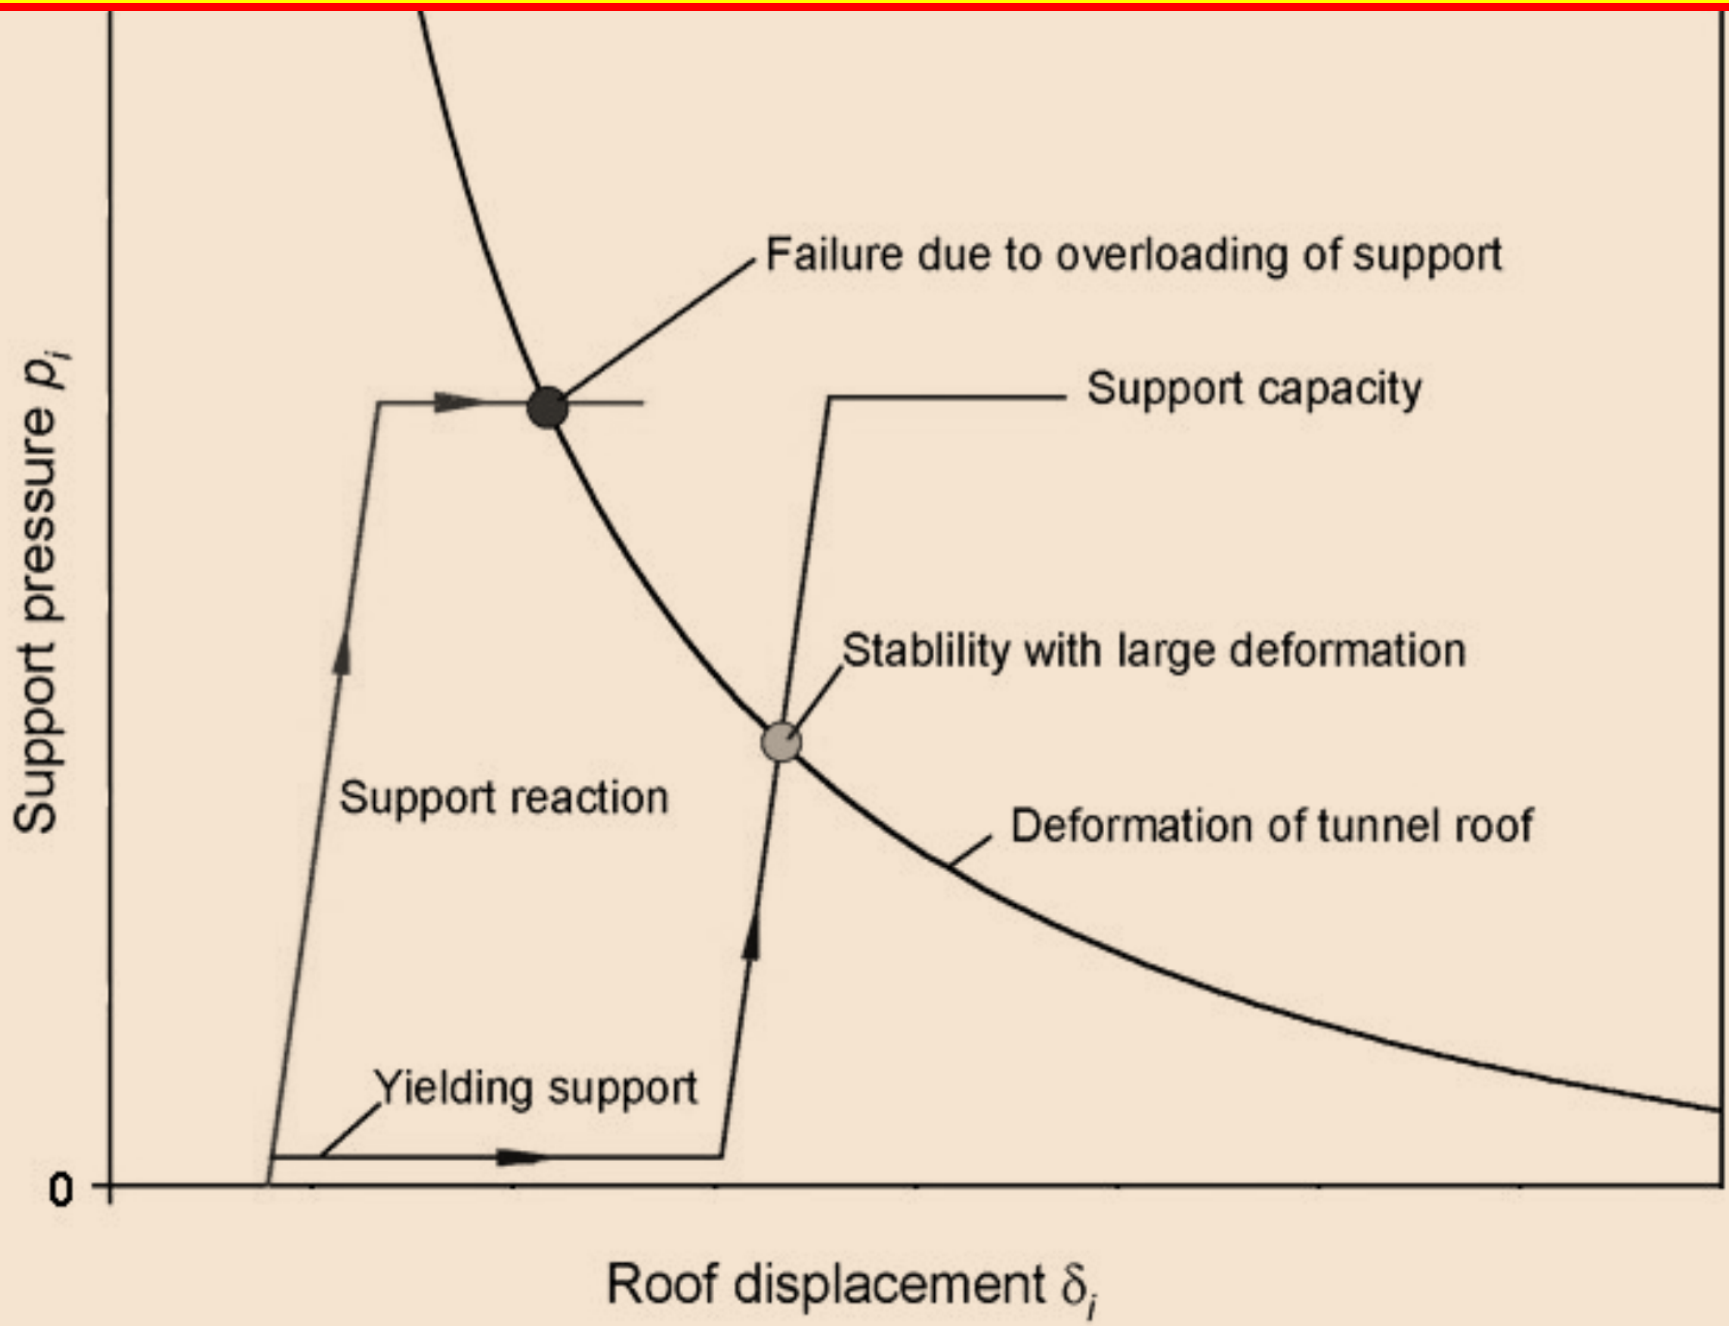 Failure due to overloading of support
Support capacity
Support pressure pi
Stablility with large deformation
Support reaction
Deformation of tunnel roof
Yielding support
0
Roof displacement δi